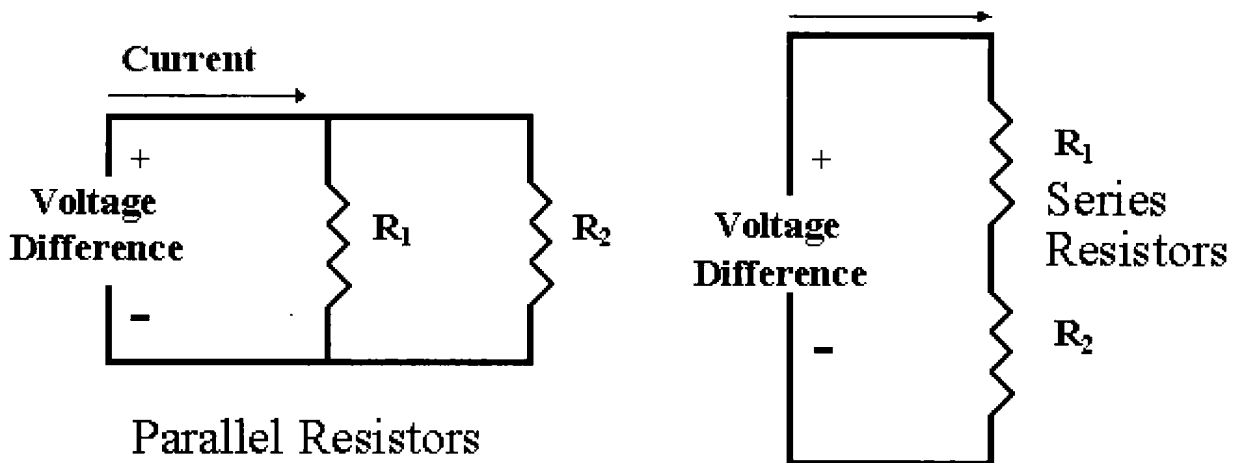 Current
+
Voltage
Difference
-
R₁
R₂
Parallel Resistors
+
Voltage
Difference
-
R₁
Series
Resistors
R₂